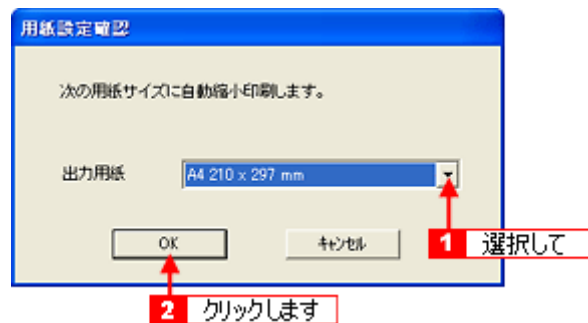 用紙設定確認
次の用紙サイズに自動縮小印刷します。
出力用紙 A4 210 x 297 mm
OK キャンセル
1 選択して
2 クリックします